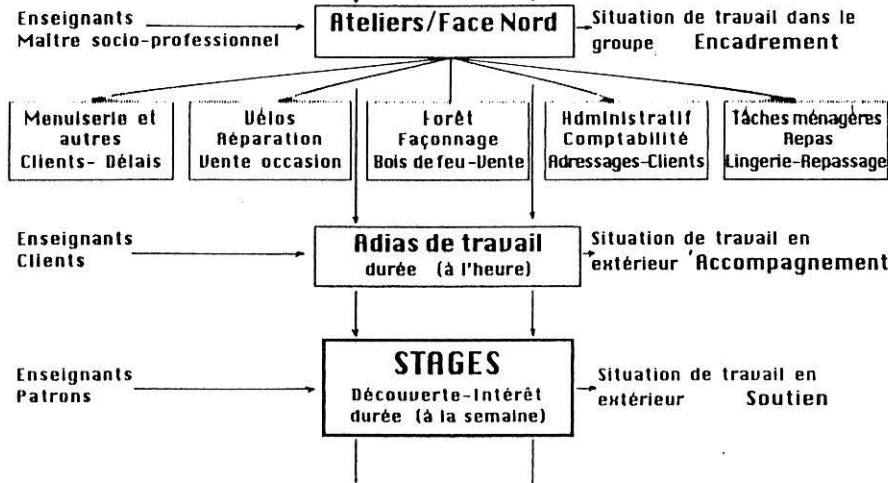 Enseignants
Maître socio-professionnel
Ateliers/Face Nord
Situation de travail dans le
groupe Encadrement
Menuiserie et
autres
Clients- Délais
Vélos
Réparation
Vente occasion
Forêt
Façonnage
Bois de feu-Vente
Administratif
Comptabilité
Adressages-Clients
Tâches ménagères
Repas
Lingerie-Repassage
Enseignants
Clients
Adias de travail
durée (à l'heure)
Situation de travail en
extérieur 'Accompagnement
Enseignants
Patrons
STAGES
Découverte-Intérêt
durée (à la semaine)
Situation de travail en
extérieur Soutien